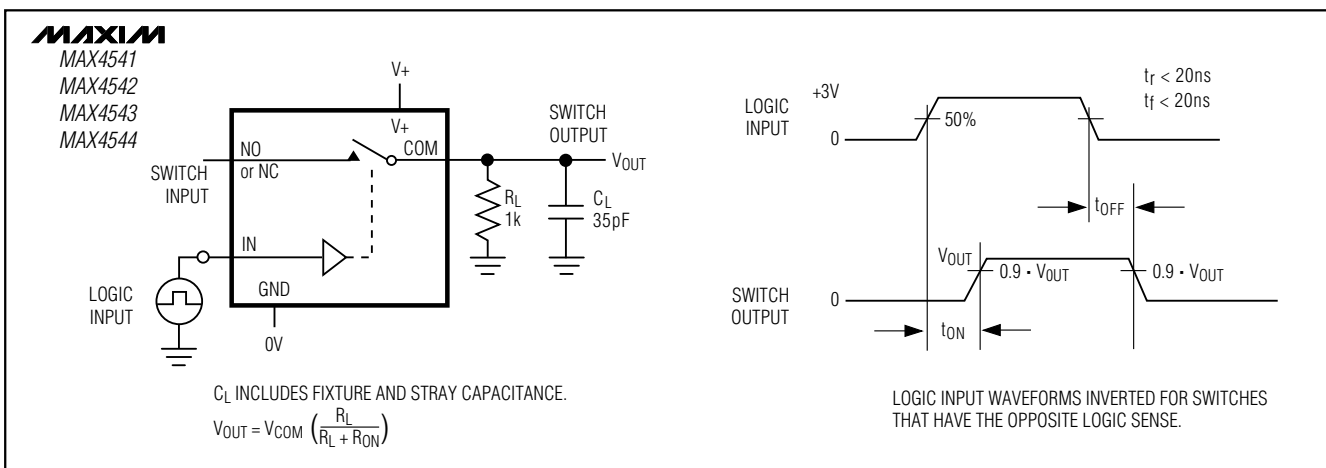 MAXIM
MAX4541
MAX4542
MAX4543
MAX4544
V+
V+
NO
or NC
COM
SWITCH
INPUT
SWITCH
OUTPUT
VOUT
RL
1k
CL
35pF
IN
GND
LOGIC
INPUT
0V
CL INCLUDES FIXTURE AND STRAY CAPACITANCE.
VOUT = VCOM (RL / RL + RON)
tr < 20ns
tf < 20ns
LOGIC
INPUT
+3V
0
50%
tOFF
VOUT
0.9 · VOUT
0.9 · VOUT
SWITCH
OUTPUT
0
tON
LOGIC INPUT WAVEFORMS INVERTED FOR SWITCHES
THAT HAVE THE OPPOSITE LOGIC SENSE.